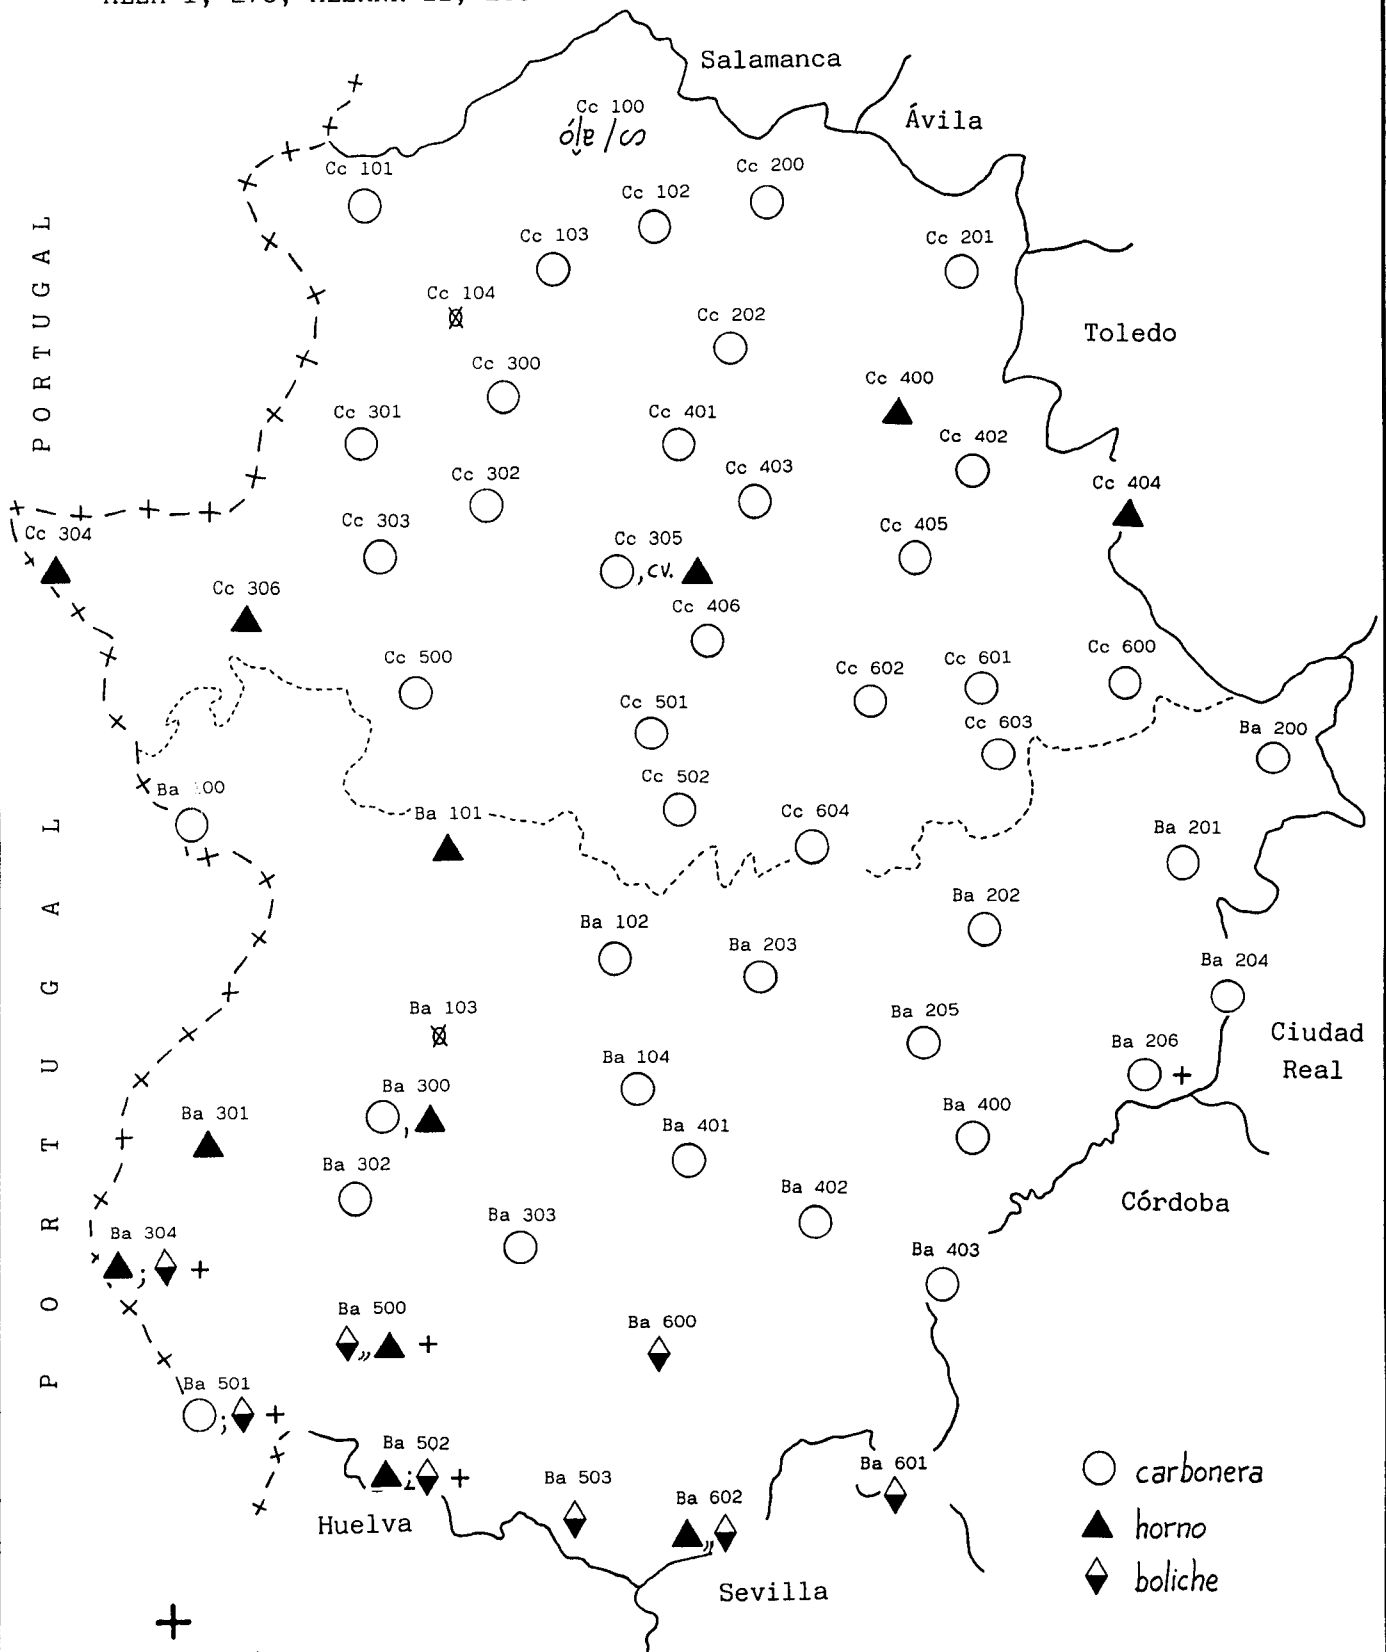 Salamanca
Cc 100
Ávila
Cc 101
Cc 200
Cc 102
Cc 103
Cc 201
Cc 104
Cc 202
Toledo
Cc 300
Cc 400
Cc 301
Cc 401
Cc 402
Cc 302
Cc 403
Cc 404
Cc 303
Cc 405
Cc 304
Cc 305
, cv.
Cc 306
Cc 406
Cc 500
Cc 602
Cc 601
Cc 600
Cc 501
Cc 603
Ba 200
Cc 502
Ba 101
Cc 604
Ba 201
Ba 202
Ba 102
Ba 203
Ba 204
Ba 103
Ba 205
Ciudad
Real
Ba 206
+
Ba 104
Ba 300
,
Ba 400
Ba 301
Ba 401
Ba 302
Ba 402
Córdoba
Ba 303
Ba 304
; +
Ba 403
Ba 500
,, +
Ba 600
Ba 501
; +
Ba 502
; +
Ba 503
Ba 601
Ba 602
,,
Huelva
Sevilla
PORTUGAL
PORTUGAL
carbonera
horno
boliche
+